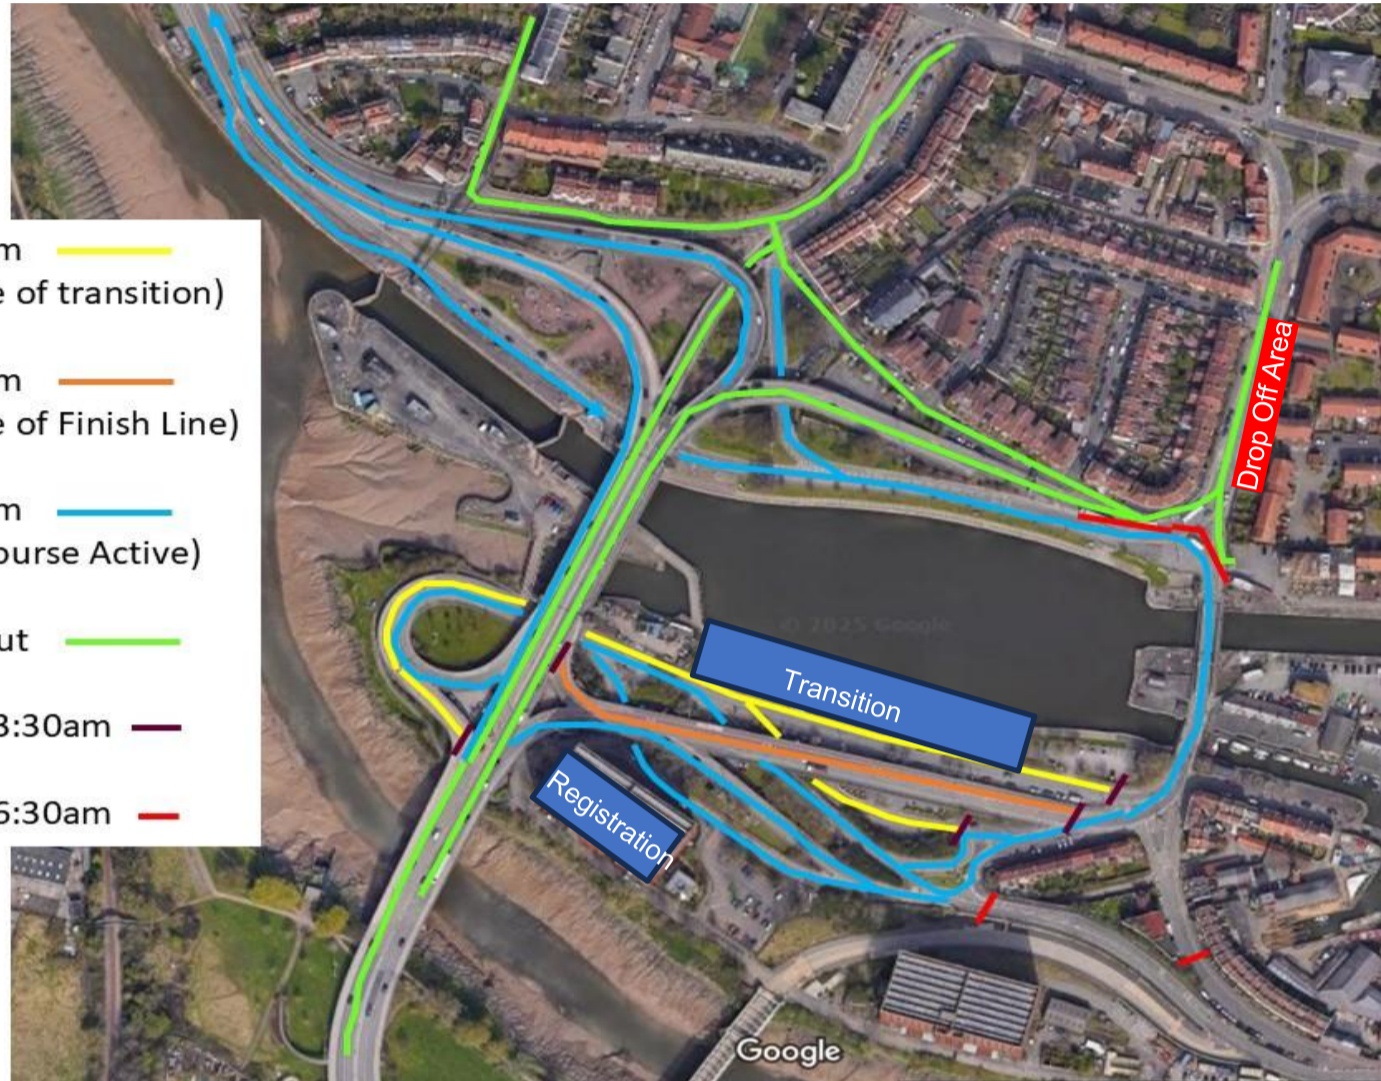 m
e of transition)
m
e of Finish Line)
m
ourse Active)
ut
3:30am
6:30am
Drop Off Area
© 2025 Google
Transition
Registration
Google